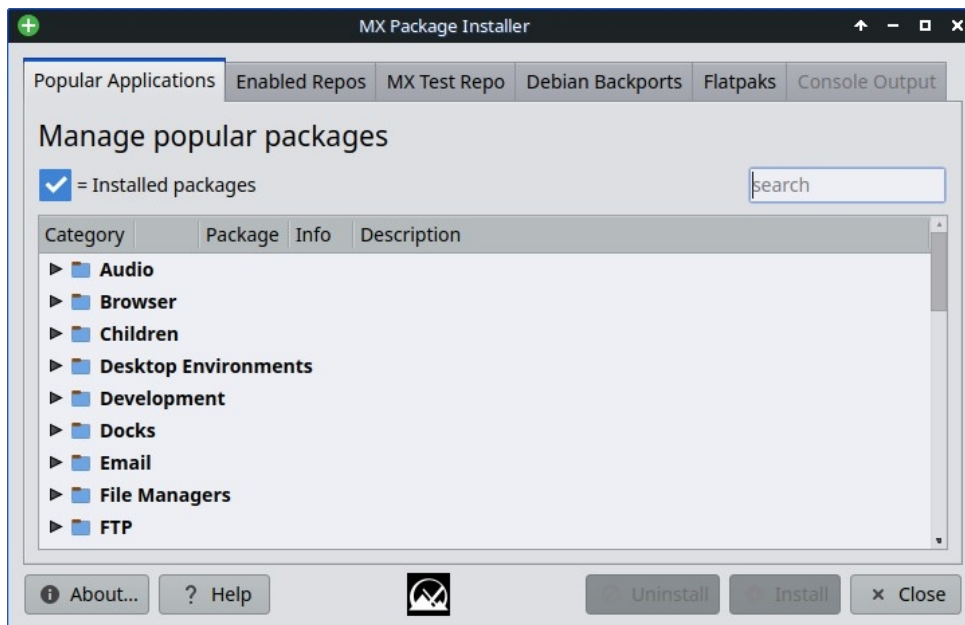 MX Package Installer
Popular Applications Enabled Repos MX Test Repo Debian Backports Flatpaks Console Output
Manage popular packages
= Installed packages search
Category Package Info Description
Audio
Browser
Children
Desktop Environments
Development
Docks
Email
File Managers
FTP
About... ? Help Uninstall Install Close